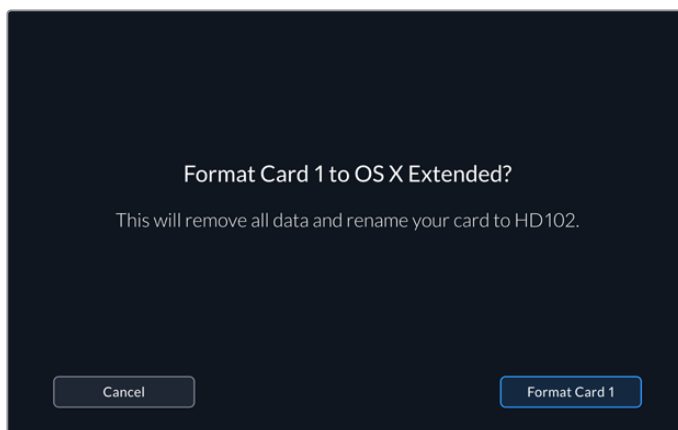 Format Card 1 to OS X Extended?
This will remove all data and rename your card to HD102.
Cancel
Format Card 1